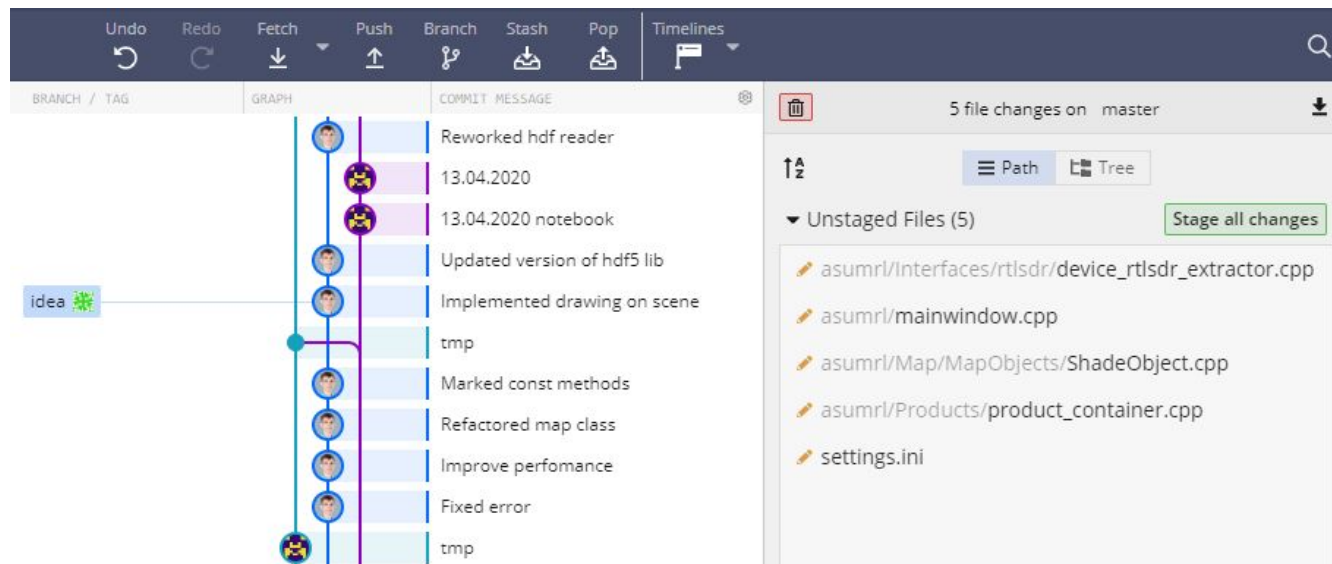 Undo Redo Fetch Push Branch Stash Pop Timelines
BRANCH / TAG GRAPH COMMIT MESSAGE
5 file changes on master
Reworked hdf reader
13.04.2020
13.04.2020 notebook
Updated version of hdf5 lib
idea
Implemented drawing on scene
tmp
Marked const methods
Refactored map class
Improve perfomance
Fixed error
tmp
Path Tree
Unstaged Files (5) Stage all changes
asumrl/Interfaces/rtlsdr/device_rtlsdr_extractor.cpp
asumrl/mainwindow.cpp
asumrl/Map/MapObjects/ShadeObject.cpp
asumrl/Products/product_container.cpp
settings.ini